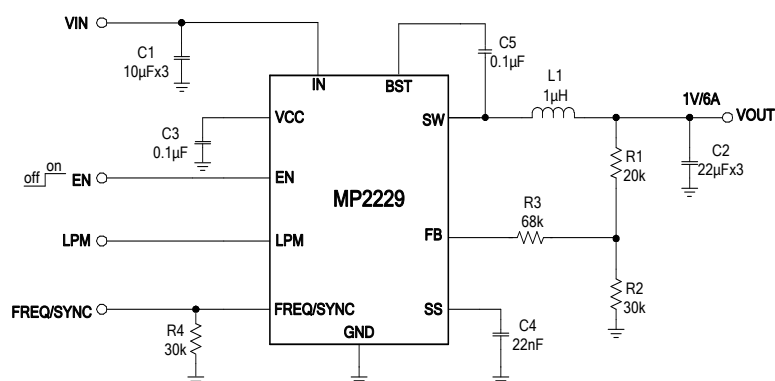 VIN
C1
10µFx3
C5
0.1µF
IN
BST
L1
1µH
1V/6A
VOUT
VCC
SW
C3
0.1µF
R1
20k
C2
22µFx3
off
on
EN
EN
MP2229
R3
68k
LPM
LPM
FB
FREQ/SYNC
FREQ/SYNC
SS
R2
30k
R4
30k
GND
C4
22nF